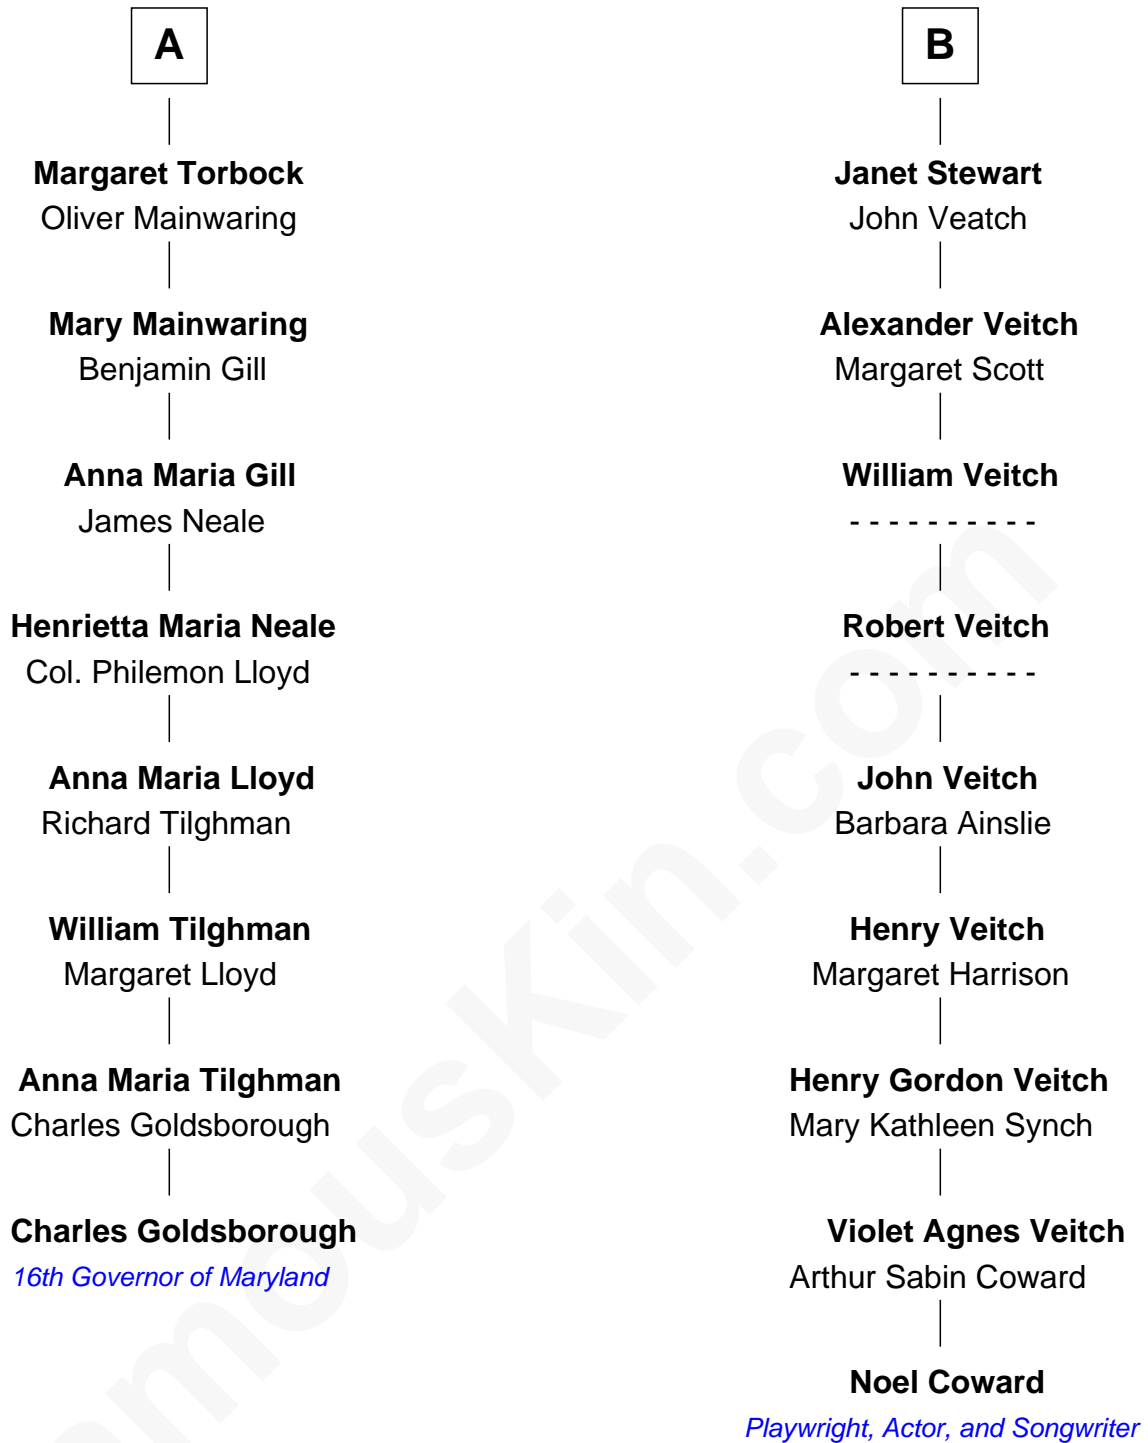 A
Margaret Torbock
Oliver Mainwaring
Mary Mainwaring
Benjamin Gill
Anna Maria Gill
James Neale
Henrietta Maria Neale
Col. Philemon Lloyd
Anna Maria Lloyd
Richard Tilghman
William Tilghman
Margaret Lloyd
Anna Maria Tilghman
Charles Goldsborough
Charles Goldsborough
16th Governor of Maryland
B
Janet Stewart
John Veatch
Alexander Veitch
Margaret Scott
William Veitch
- - - - - - - - - -
Robert Veitch
- - - - - - - - - -
John Veitch
Barbara Ainslie
Henry Veitch
Margaret Harrison
Henry Gordon Veitch
Mary Kathleen Synch
Violet Agnes Veitch
Arthur Sabin Coward
Noel Coward
Playwright, Actor, and Songwriter
amousKin.com